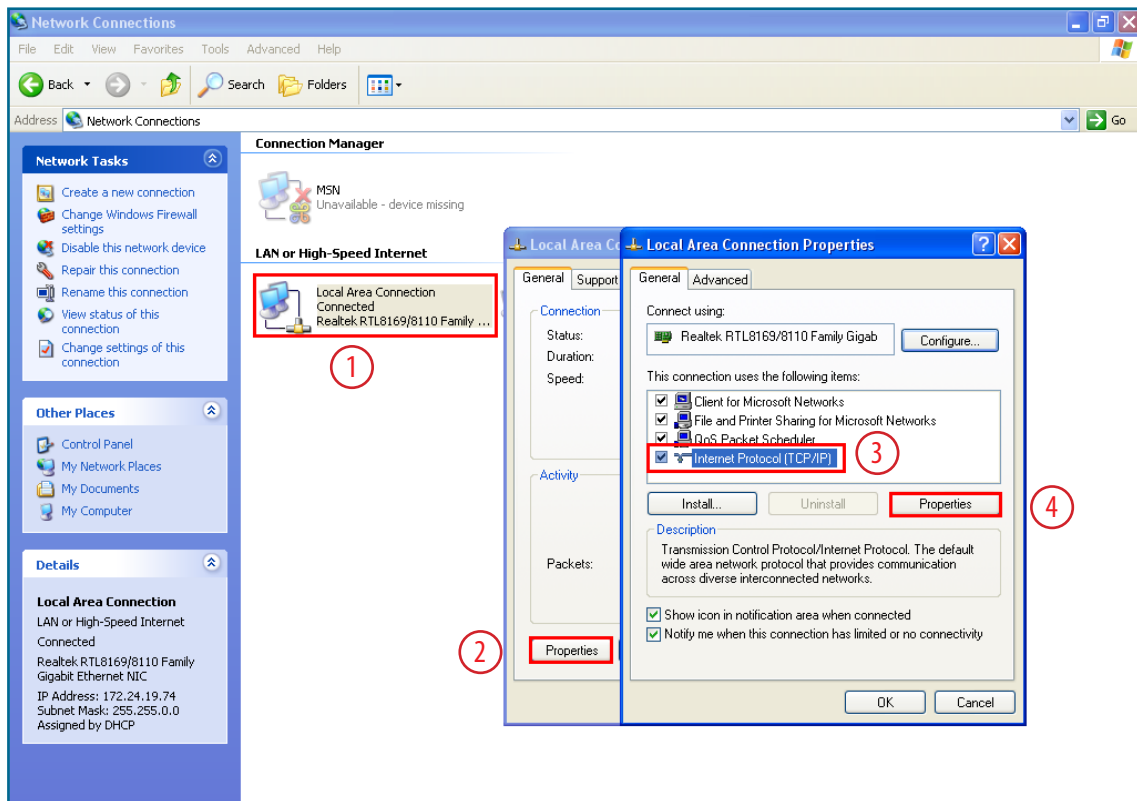 Network Connections
File Edit View Favorites Tools Advanced Help
Back Search Folders
Address Network Connections Go
Network Tasks
Create a new connection
Change Windows Firewall
settings
Disable this network device
Repair this connection
Rename this connection
View status of this
connection
Change settings of this
connection
Other Places
Control Panel
My Network Places
My Documents
My Computer
Details
Local Area Connection
LAN or High-Speed Internet
Connected
Realtek RTL8169/8110 Family
Gigabit Ethernet NIC
IP Address: 172.24.19.74
Subnet Mask: 255.255.0.0
Assigned by DHCP
Connection Manager
MSN
Unavailable - device missing
LAN or High-Speed Internet
Local Area Connection
Connected
Realtek RTL8169/8110 Family ...
1
Local Area Co
General Support
Connection
Status:
Duration:
Speed:
Activity
Packets:
2
Properties
Local Area Connection Properties
General Advanced
Connect using:
Realtek RTL8169/8110 Family Gigab
Configure...
This connection uses the following items:
Client for Microsoft Networks
File and Printer Sharing for Microsoft Networks
QoS Packet Scheduler
Internet Protocol (TCP/IP)
3
Install... Uninstall Properties
4
Description
Transmission Control Protocol/Internet Protocol. The default
wide area network protocol that provides communication
across diverse interconnected networks.
Show icon in notification area when connected
Notify me when this connection has limited or no connectivity
OK Cancel